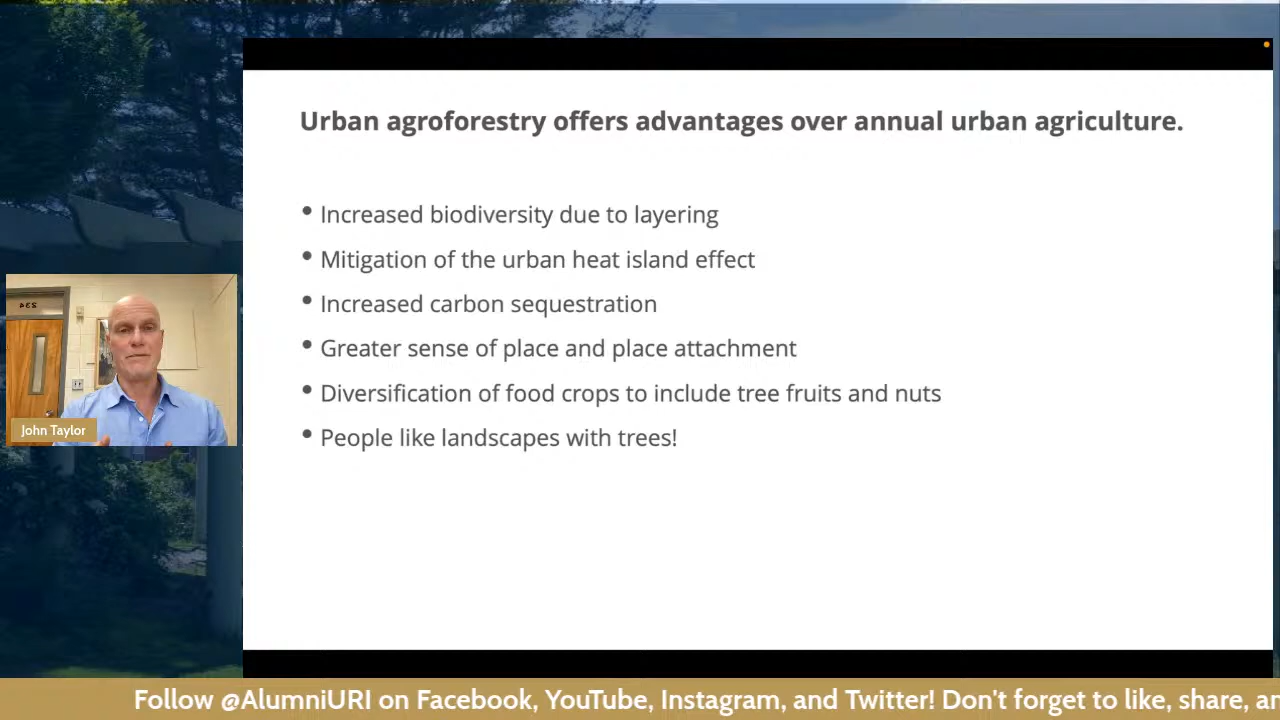 Urban agroforestry offers advantages over annual urban agriculture.
• Increased biodiversity due to layering
• Mitigation of the urban heat island effect
• Increased carbon sequestration
• Greater sense of place and place attachment
• Diversification of food crops to include tree fruits and nuts
• People like landscapes with trees!
234
John Taylor
Follow @AlumniURI on Facebook, YouTube, Instagram, and Twitter! Don't forget to like, share, an